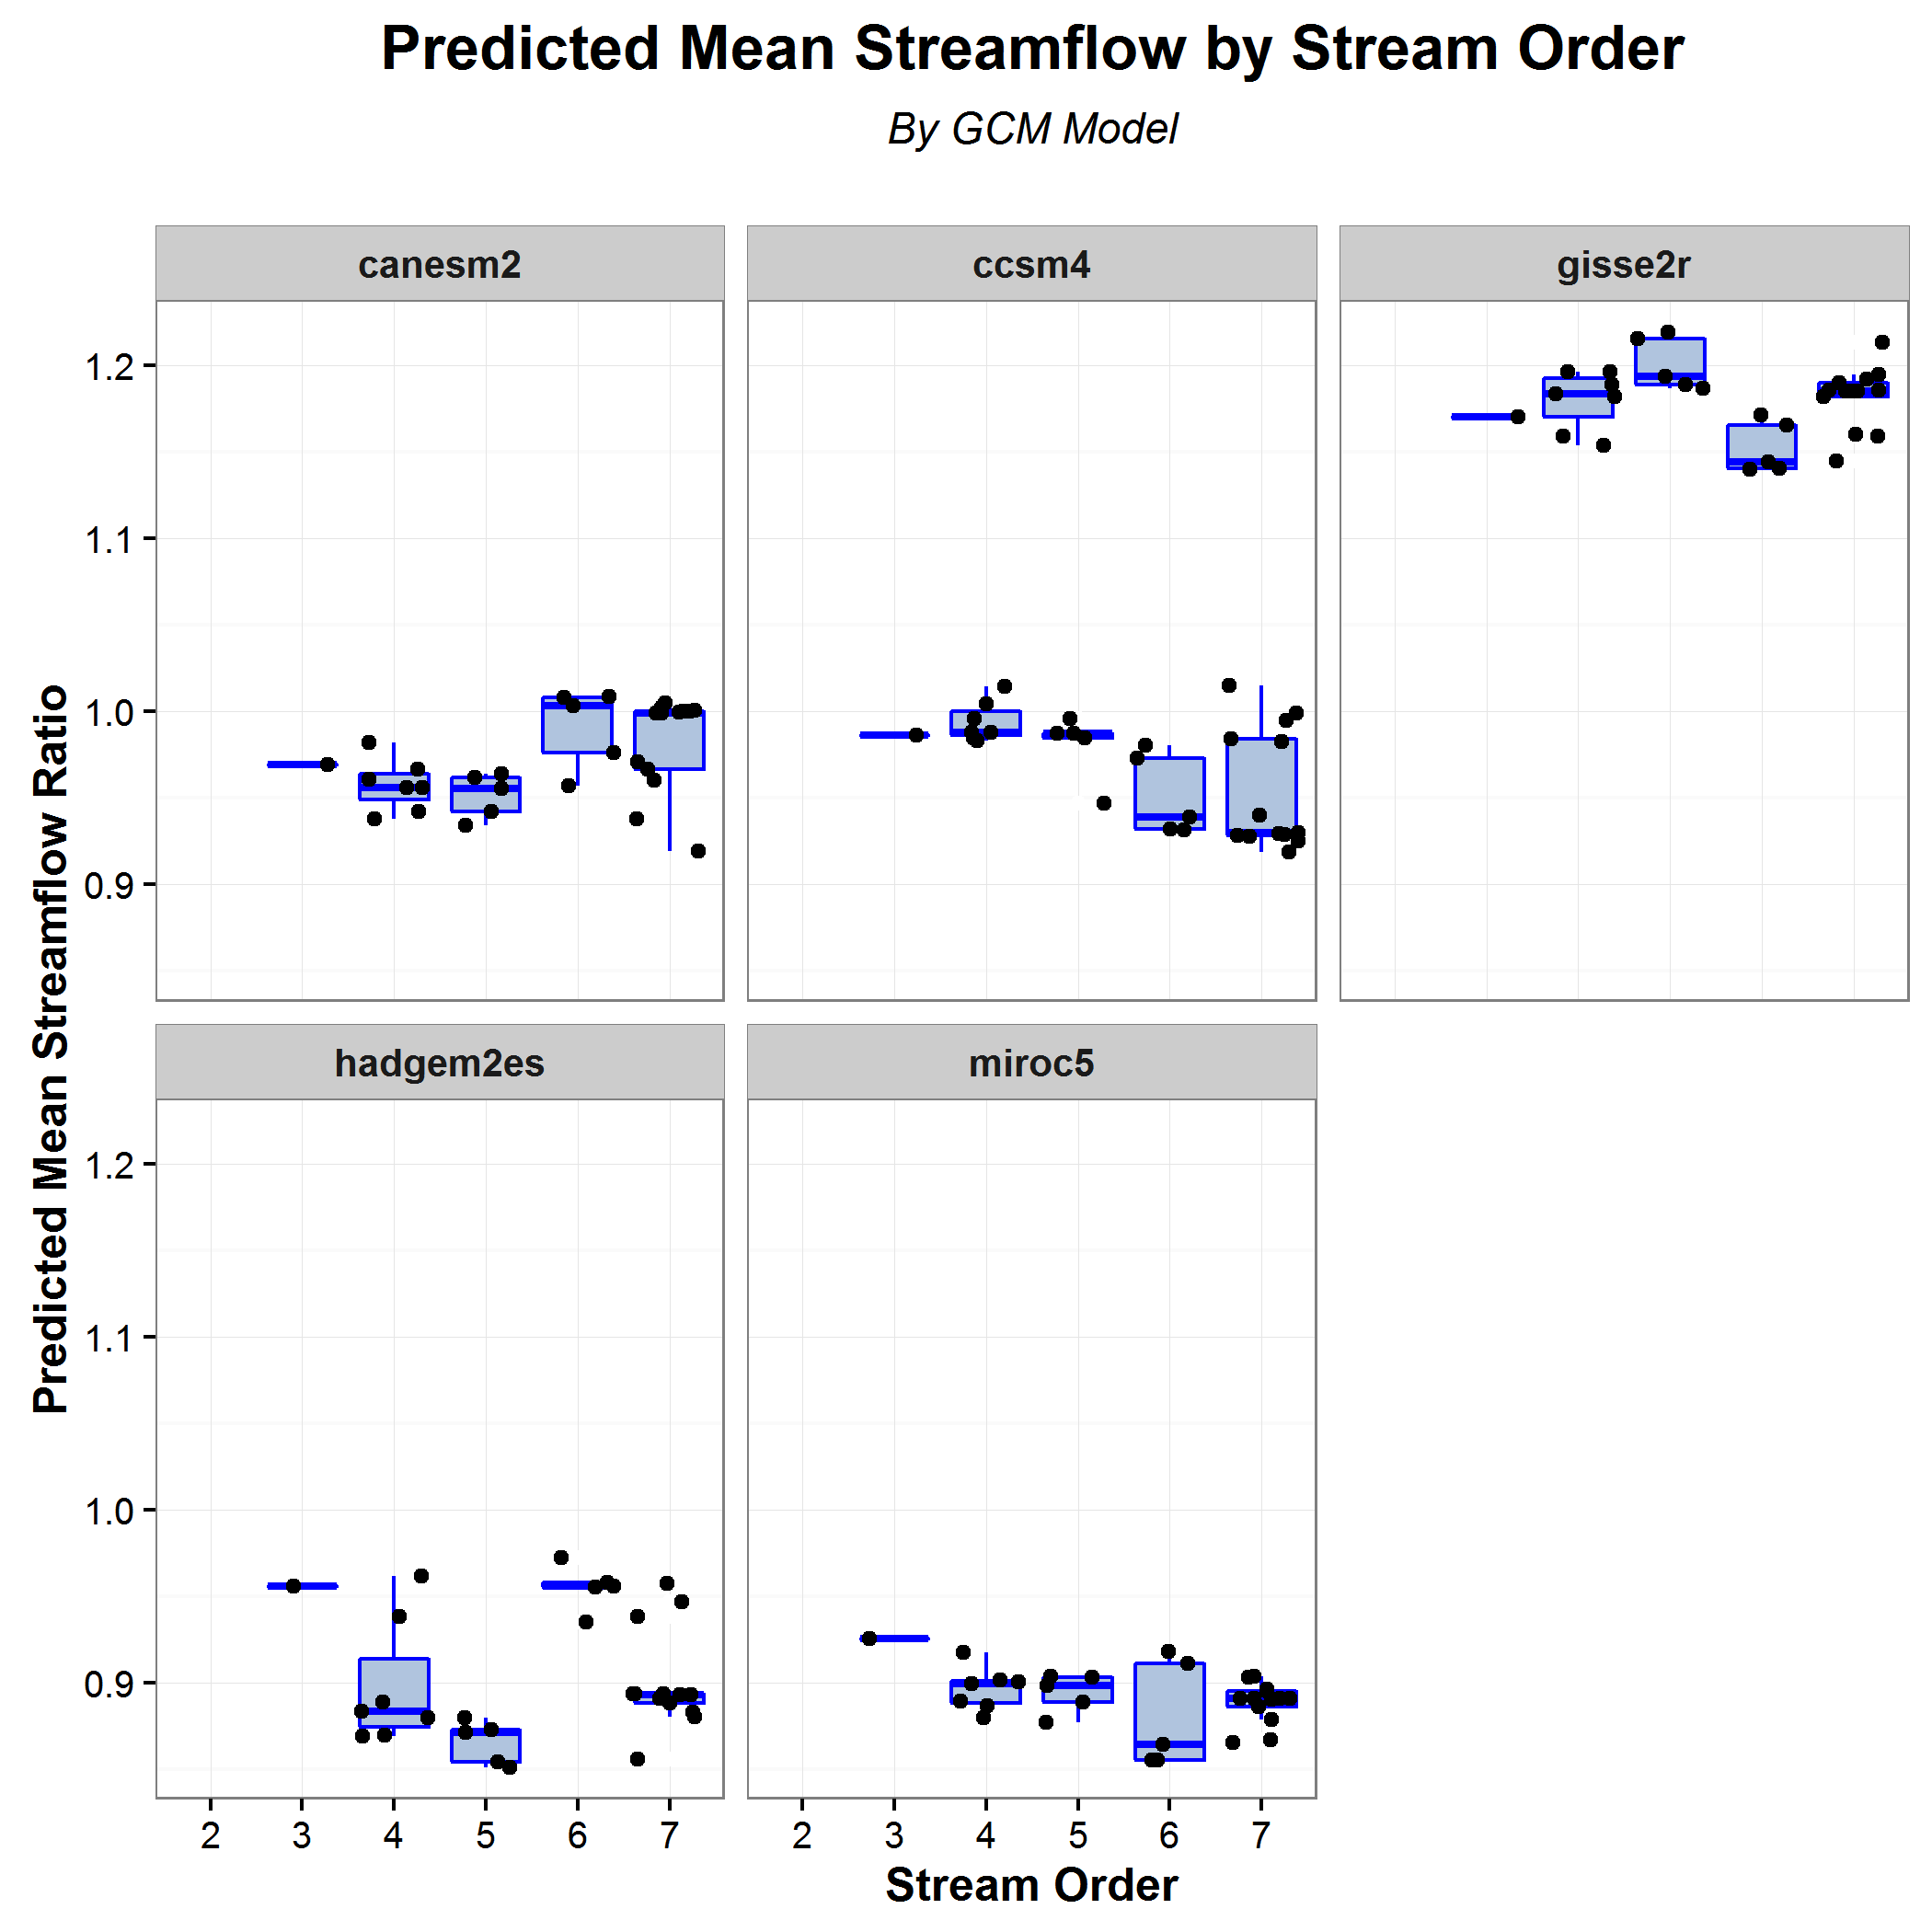 Predicted Mean Streamflow by Stream Order
By GCM Model
canesm2
ccsm4
gisse2r
1.2
1.1
1.0
0.9
Predicted Mean Streamflow Ratio
hadgem2es
miroc5
1.2
1.1
1.0
0.9
2 3 4 5 6 7
2 3 4 5 6 7
Stream Order